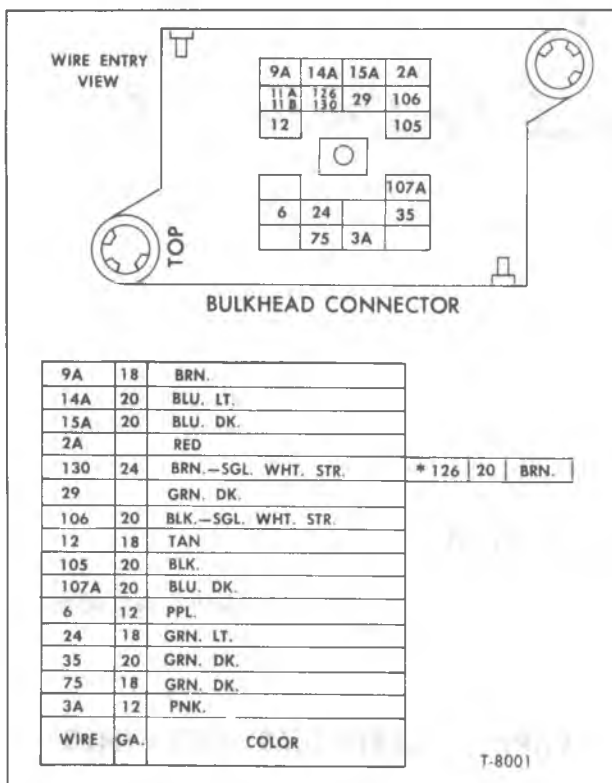 WIRE ENTRY
VIEW
9A 14A 15A 2A
11A 126
11B 130 29 106
12 105
107A
6 24 35
75 3A
TOP
BULKHEAD CONNECTOR
9A 18 BRN.
14A 20 BLU. LT.
15A 20 BLU. DK.
2A RED
130 24 BRN.—SGL. WHT. STR. * 126 20 BRN.
29 GRN. DK.
106 20 BLK.—SGL. WHT. STR.
12 18 TAN
105 20 BLK.
107A 20 BLU. DK.
6 12 PPL.
24 18 GRN. LT.
35 20 GRN. DK.
75 18 GRN. DK.
3A 12 PNK.
WIRE GA. COLOR
T-8001